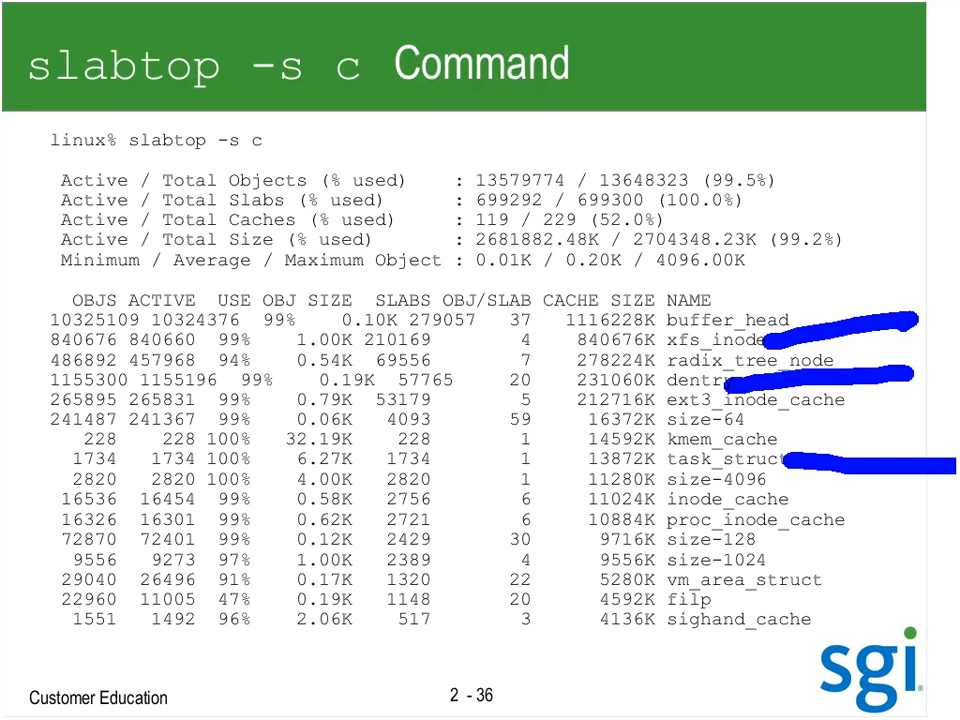 slabtop -s c Command
linux% slabtop -s c
Active / Total Objects (% used) : 13579774 / 13648323 (99.5%)
Active / Total Slabs (% used) : 699292 / 699300 (100.0%)
Active / Total Caches (% used) : 119 / 229 (52.0%)
Active / Total Size (% used) : 2681882.48K / 2704348.23K (99.2%)
Minimum / Average / Maximum Object : 0.01K / 0.20K / 4096.00K
OBJS ACTIVE USE OBJ SIZE SLABS OBJ/SLAB CACHE SIZE NAME
10325109 10324376 99% 0.10K 279057 37 1116228K buffer_head
840676 840660 99% 1.00K 210169 4 840676K xfs_inode
486892 457968 94% 0.54K 69556 7 278224K radix_tree_node
1155300 1155196 99% 0.19K 57765 20 231060K dentry
265895 265831 99% 0.79K 53179 5 212716K ext3_inode_cache
241487 241367 99% 0.06K 4093 59 16372K size-64
228 228 100% 32.19K 228 1 14592K kmem_cache
1734 1734 100% 6.27K 1734 1 13872K task_struct
2820 2820 100% 4.00K 2820 1 11280K size-4096
16536 16454 99% 0.58K 2756 6 11024K inode_cache
16326 16301 99% 0.62K 2721 6 10884K proc_inode_cache
72870 72401 99% 0.12K 2429 30 9716K size-128
9556 9273 97% 1.00K 2389 4 9556K size-1024
29040 26496 91% 0.17K 1320 22 5280K vm_area_struct
22960 11005 47% 0.19K 1148 20 4592K filp
1551 1492 96% 2.06K 517 3 4136K sighand_cache
sgi®
Customer Education 2 - 36